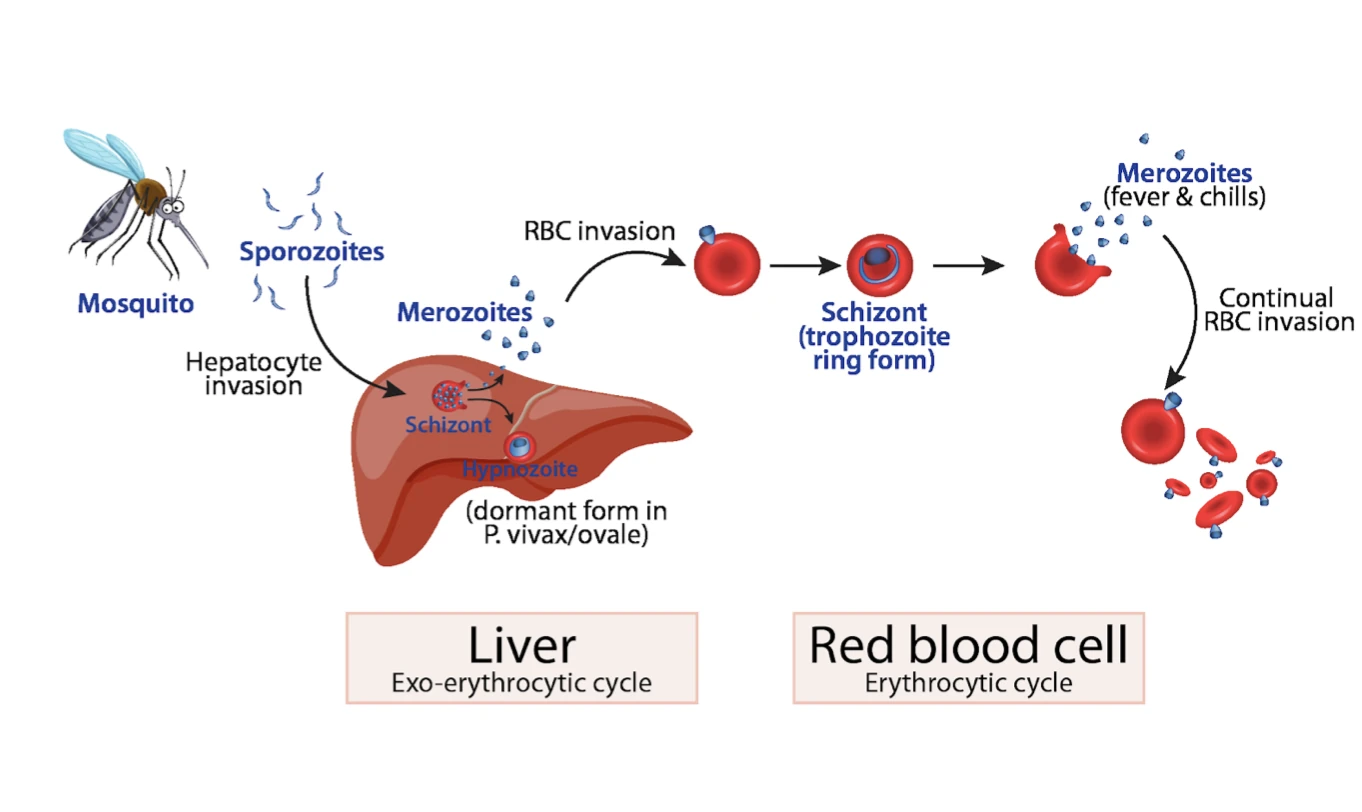 Mosquito
Sporozoites
Hepatocyte
invasion
Merozoites
Schizont
Hypnozoite
(dormant form in
P. vivax/ovale)
RBC invasion
Schizont
(trophozoite
ring form)
Merozoites
(fever & chills)
Continual
RBC invasion
Liver
Exo-erythrocytic cycle
Red blood cell
Erythrocytic cycle